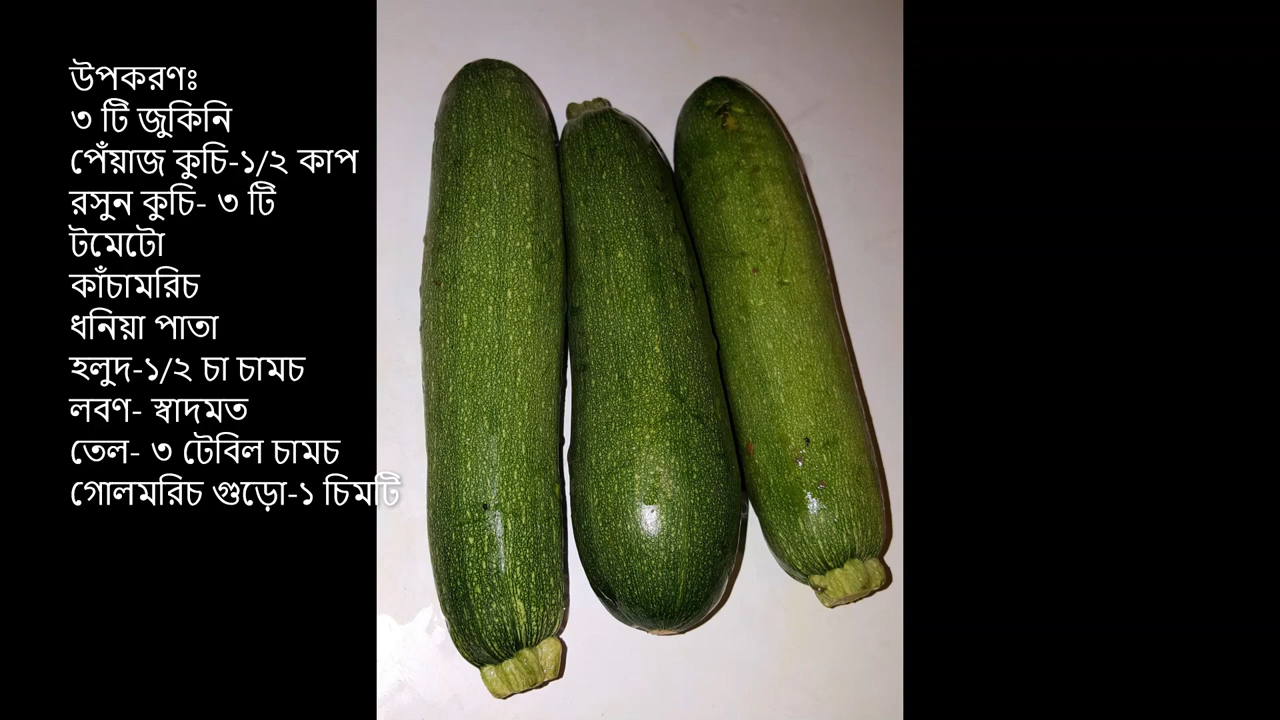 উপকরণঃ
৩ টি জুকিনি
পেঁয়াজ কুচি-১/২ কাপ
রসুন কুচি- ৩ টি
টমেটো
কাঁচামরিচ
ধনিয়া পাতা
হলুদ-১/২ চা চামচ
লবণ- স্বাদমত
তেল- ৩ টেবিল চামচ
গোলমরিচ গুড়ো-১ চিমটি